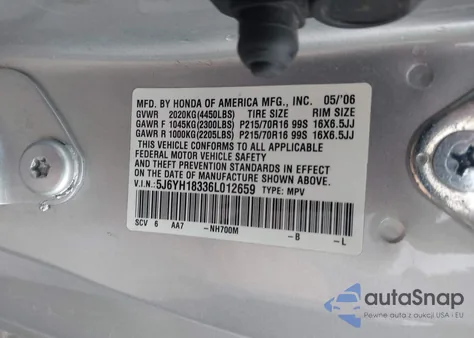 MFD. BY HONDA OF AMERICA MFG., INC. 05/'06
GVWR 2020KG(4450LBS) TIRE SIZE RIM SIZE
GAWR F 1045KG(2300LBS) P215/70R16 99S 16X6.5JJ
GAWR R 1000KG(2205LBS) P215/70R16 99S 16X6.5JJ
THIS VEHICLE CONFORMS TO ALL APPLICABLE
FEDERAL MOTOR VEHICLE SAFETY, BUMPER,
AND THEFT PREVENTION STANDARDS IN EFFECT
ON THE DATE OF MANUFACTURE SHOWN ABOVE.
V.I.N.:5J6YH18336L012659 TYPE: MPV
SCV 6 AA7 -NH700M -B -L
autoSnap
Pewne auta z aukcji USA i EU